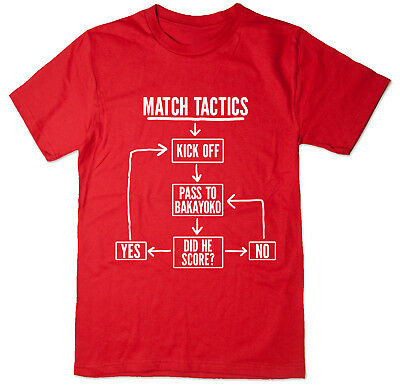 MATCH TACTICS
KICK OFF
PASS TO
BAKAYOKO
DID HE
SCORE?
YES
NO